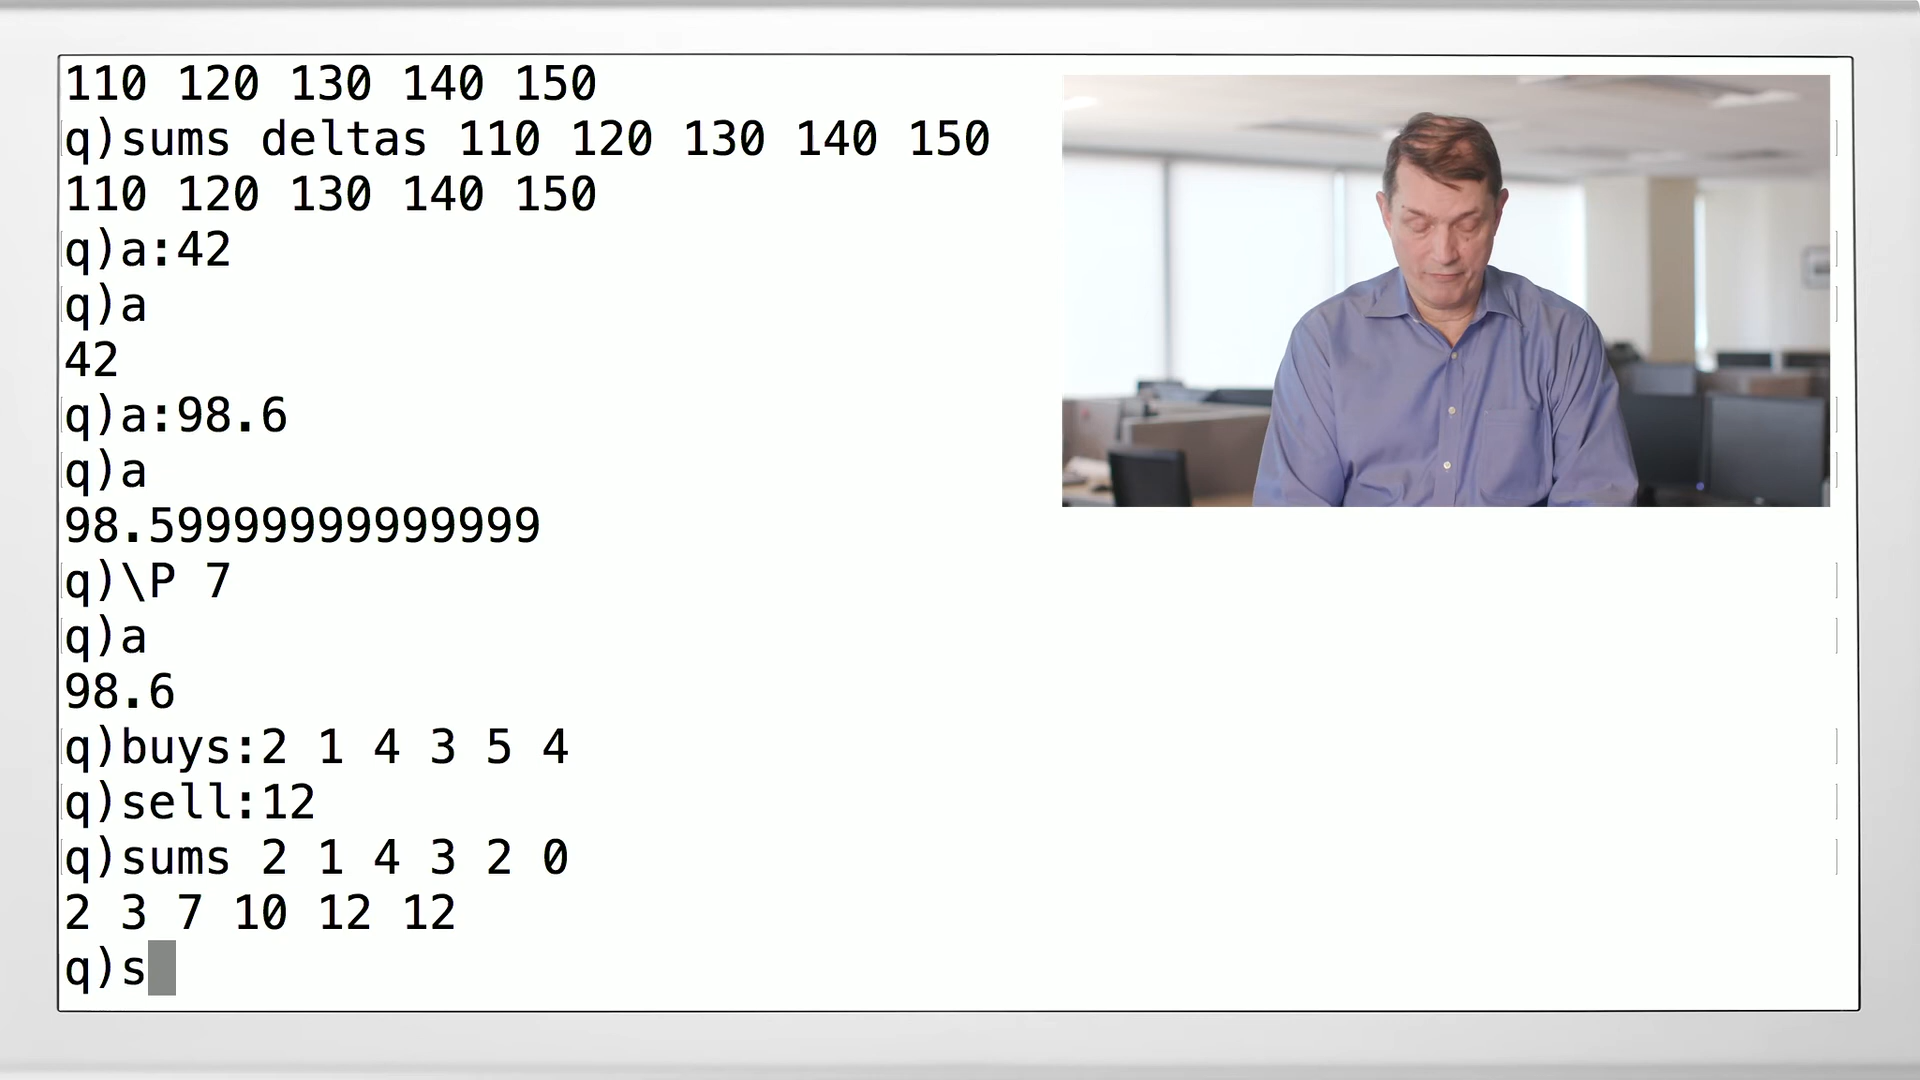 110 120 130 140 150
q)sums deltas 110 120 130 140 150
110 120 130 140 150
q)a:42
q)a
42
q)a:98.6
q)a
98.59999999999999
q)\P 7
q)a
98.6
q)buys:2 1 4 3 5 4
q)sell:12
q)sums 2 1 4 3 2 0
2 3 7 10 12 12
q)s